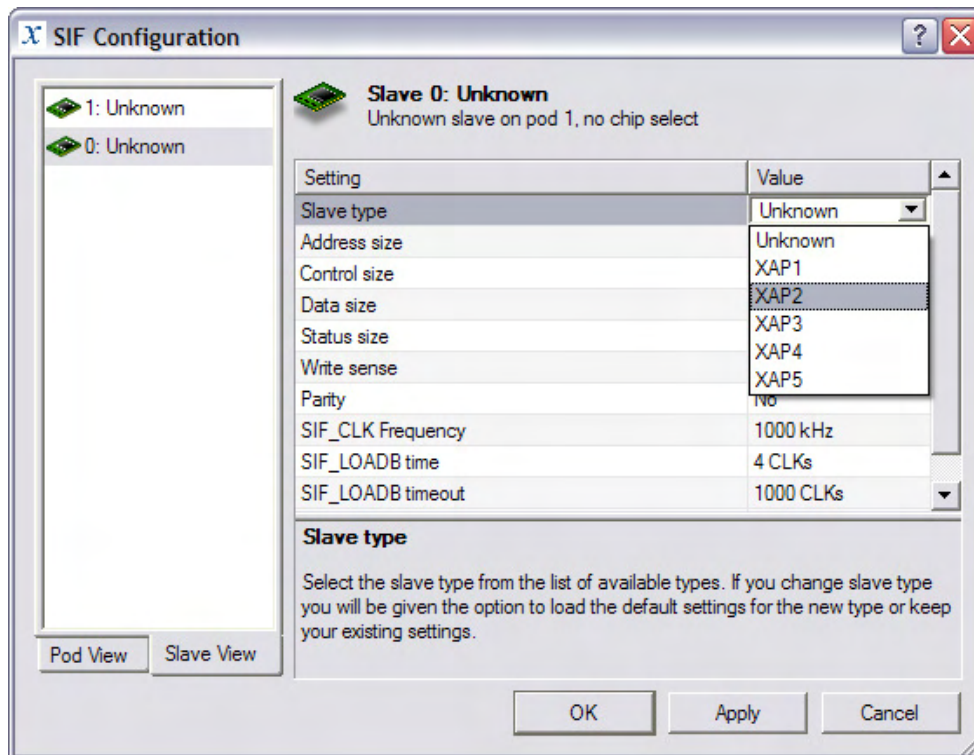 SIF Configuration
1: Unknown
0: Unknown
Slave 0: Unknown
Unknown slave on pod 1, no chip select
Setting Value
Slave type Unknown
Address size
Control size
Data size
Status size
Write sense
Parity No
Unknown
XAP1
XAP2
XAP3
XAP4
XAP5
SIF_CLK Frequency 1000 kHz
SIF_LOADB time 4 CLKs
SIF_LOADB timeout 1000 CLKs
Slave type
Select the slave type from the list of available types. If you change slave type
you will be given the option to load the default settings for the new type or keep
your existing settings.
Pod View Slave View
OK Apply Cancel